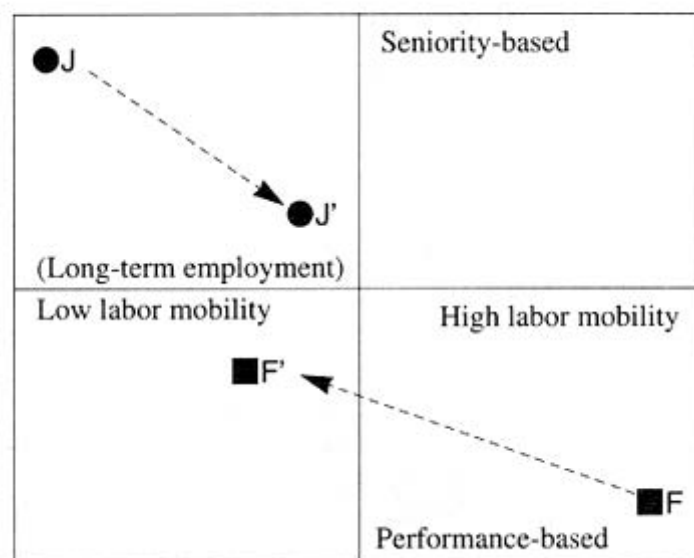 Seniority-based
J
J'
(Long-term employment)
Low labor mobility
High labor mobility
F'
F
Performance-based